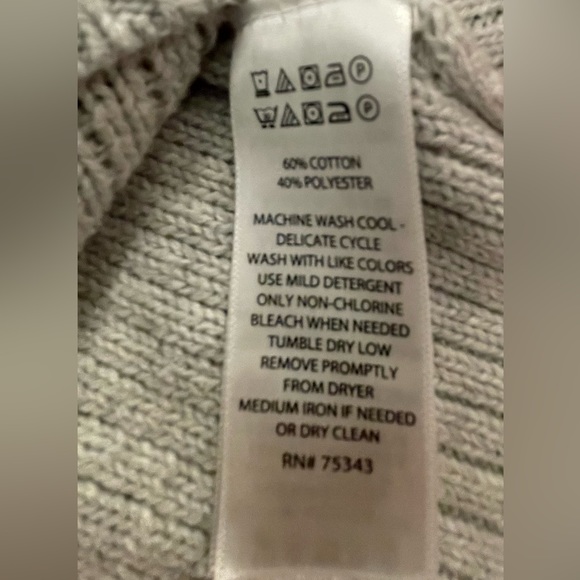 P
P
60% COTTON
40% POLYESTER
MACHINE WASH COOL -
DELICATE CYCLE
WASH WITH LIKE COLORS
USE MILD DETERGENT
ONLY NON-CHLORINE
BLEACH WHEN NEEDED
TUMBLE DRY LOW
REMOVE PROMPTLY
FROM DRYER
MEDIUM IRON IF NEEDED
OR DRY CLEAN
RN# 75343